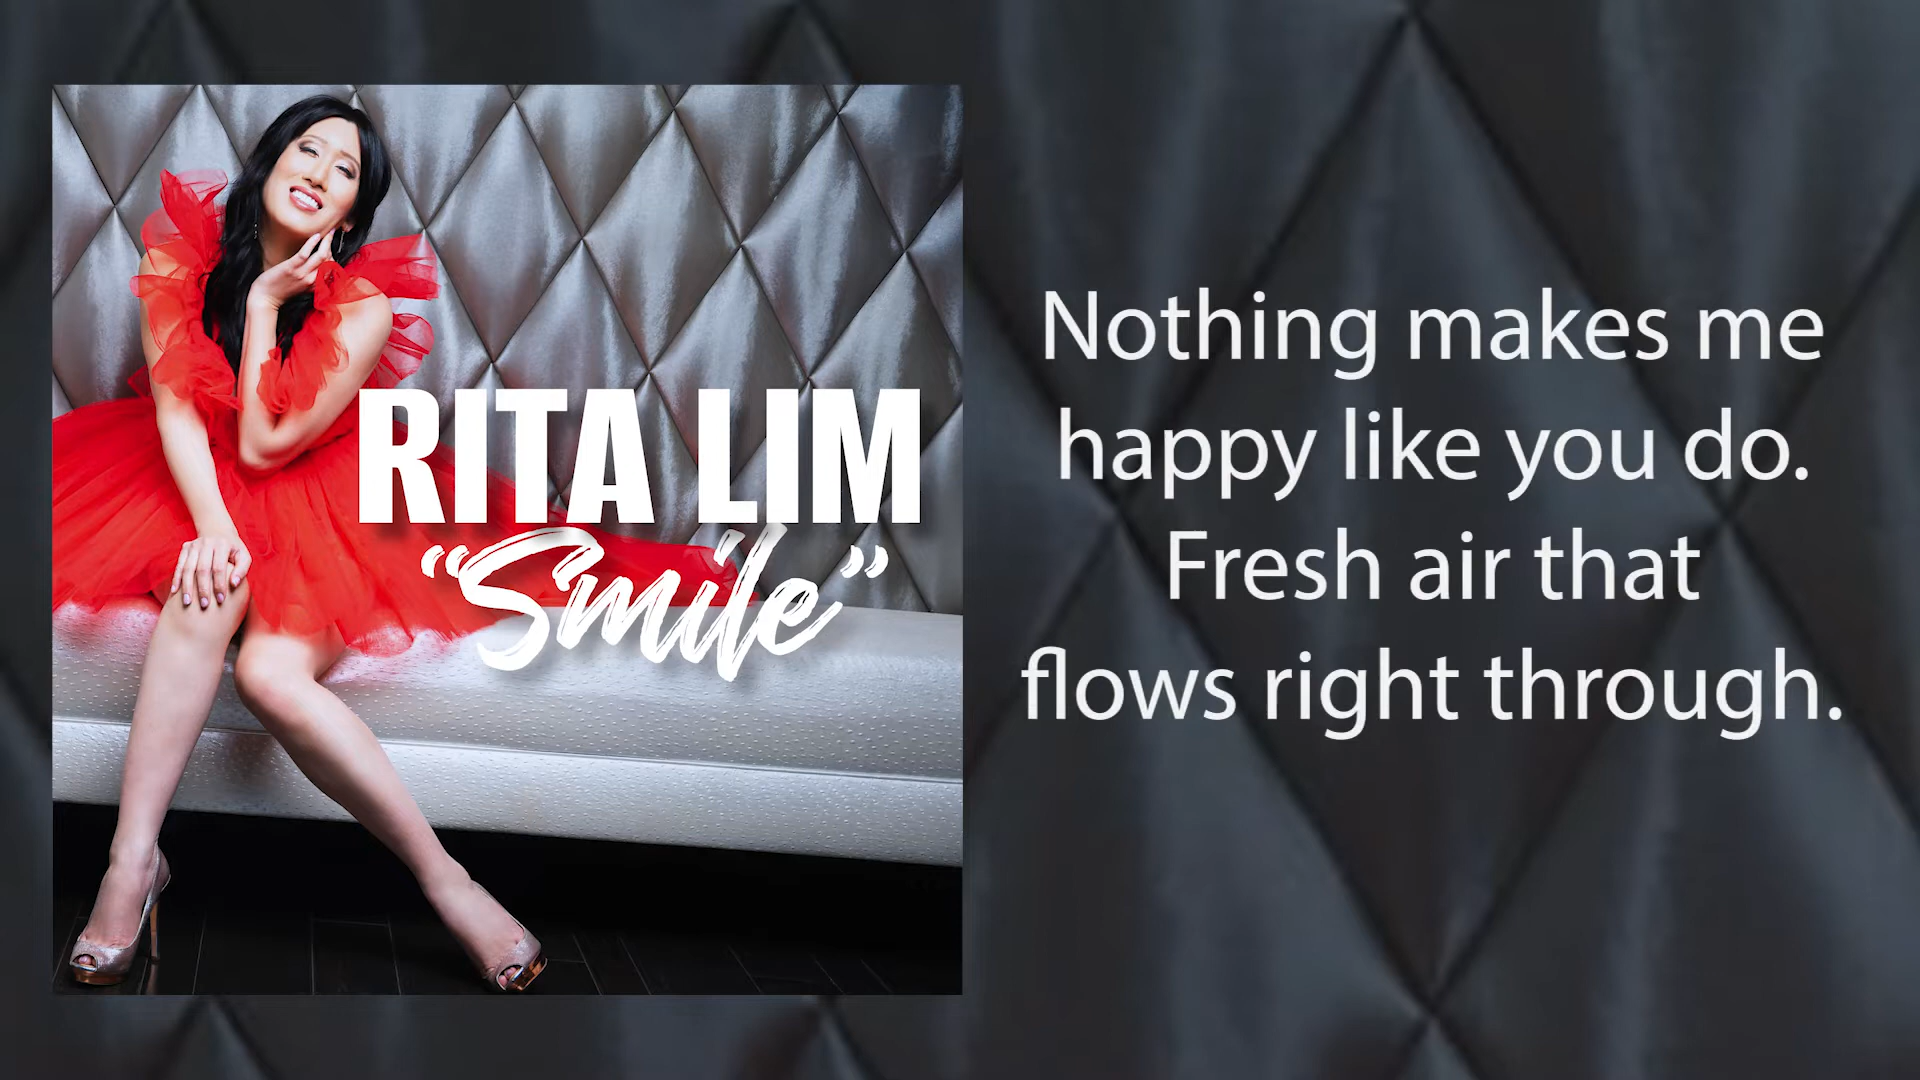 RITA LIM
"Smile"
Nothing makes me
happy like you do.
Fresh air that
flows right through.